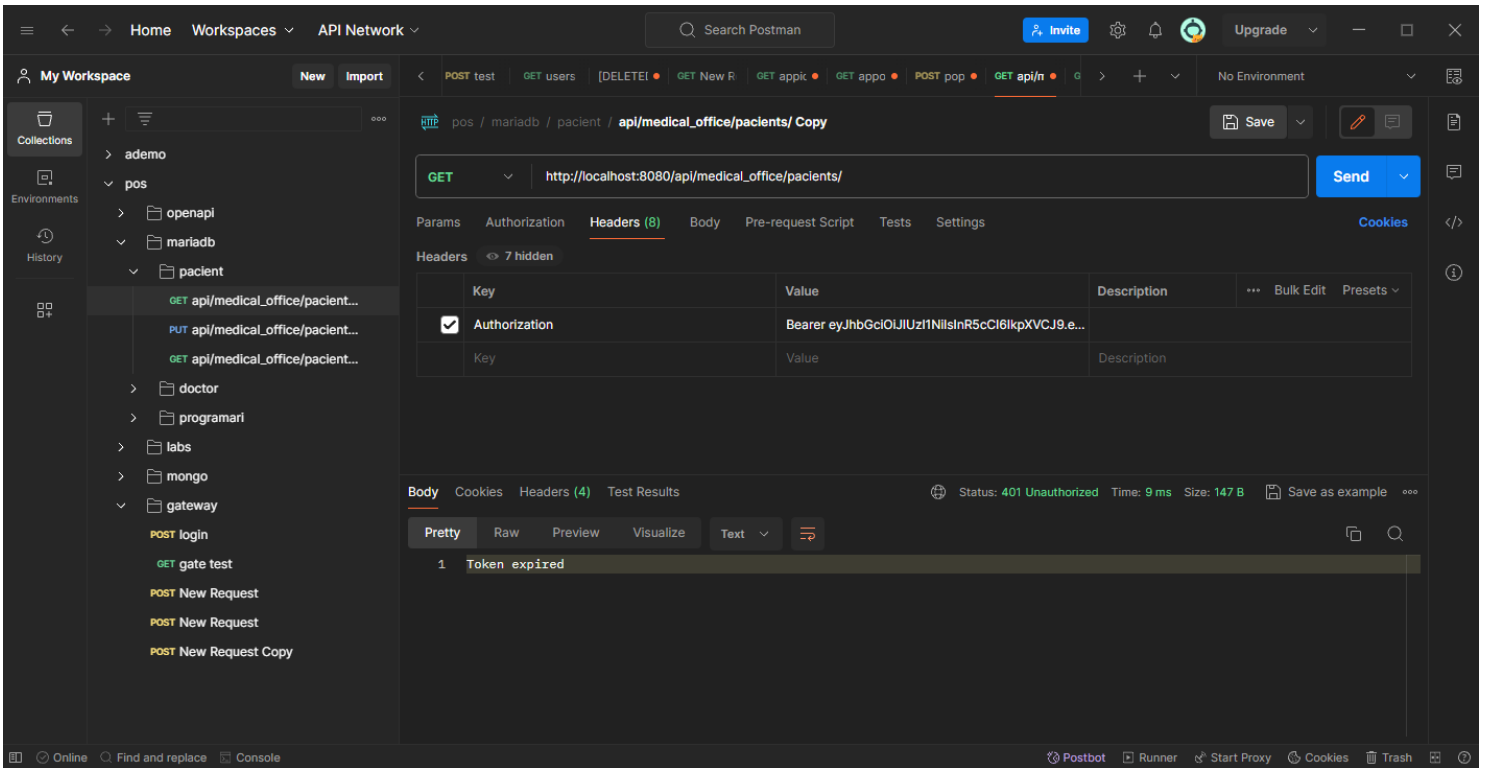 Home Workspaces API Network Search Postman Invite Upgrade
My Workspace New Import POST test GET users [DELETE] GET New R GET appic GET appo POST pop GET api/n G No Environment
Collections
Environments
History
ademo
pos
openapi
mariadb
pacient
GET api/medical_office/pacient...
PUT api/medical_office/pacient...
GET api/medical_office/pacient...
doctor
programari
labs
mongo
gateway
POST login
GET gate test
POST New Request
POST New Request
POST New Request Copy
HTTP pos / mariadb / pacient / api/medical_office/pacients/ Copy Save
GET http://localhost:8080/api/medical_office/pacients/ Send
Params Authorization Headers (8) Body Pre-request Script Tests Settings Cookies
Headers 7 hidden
Key Value Description Bulk Edit Presets
Authorization Bearer eyJhbGciOiJIUzI1NiIsInR5cCI6IkpXVCJ9.e...
Key Value Description
Body Cookies Headers (4) Test Results Status: 401 Unauthorized Time: 9 ms Size: 147 B Save as example
Pretty Raw Preview Visualize Text
1 Token expired
Online Find and replace Console Postbot Runner Start Proxy Cookies Trash